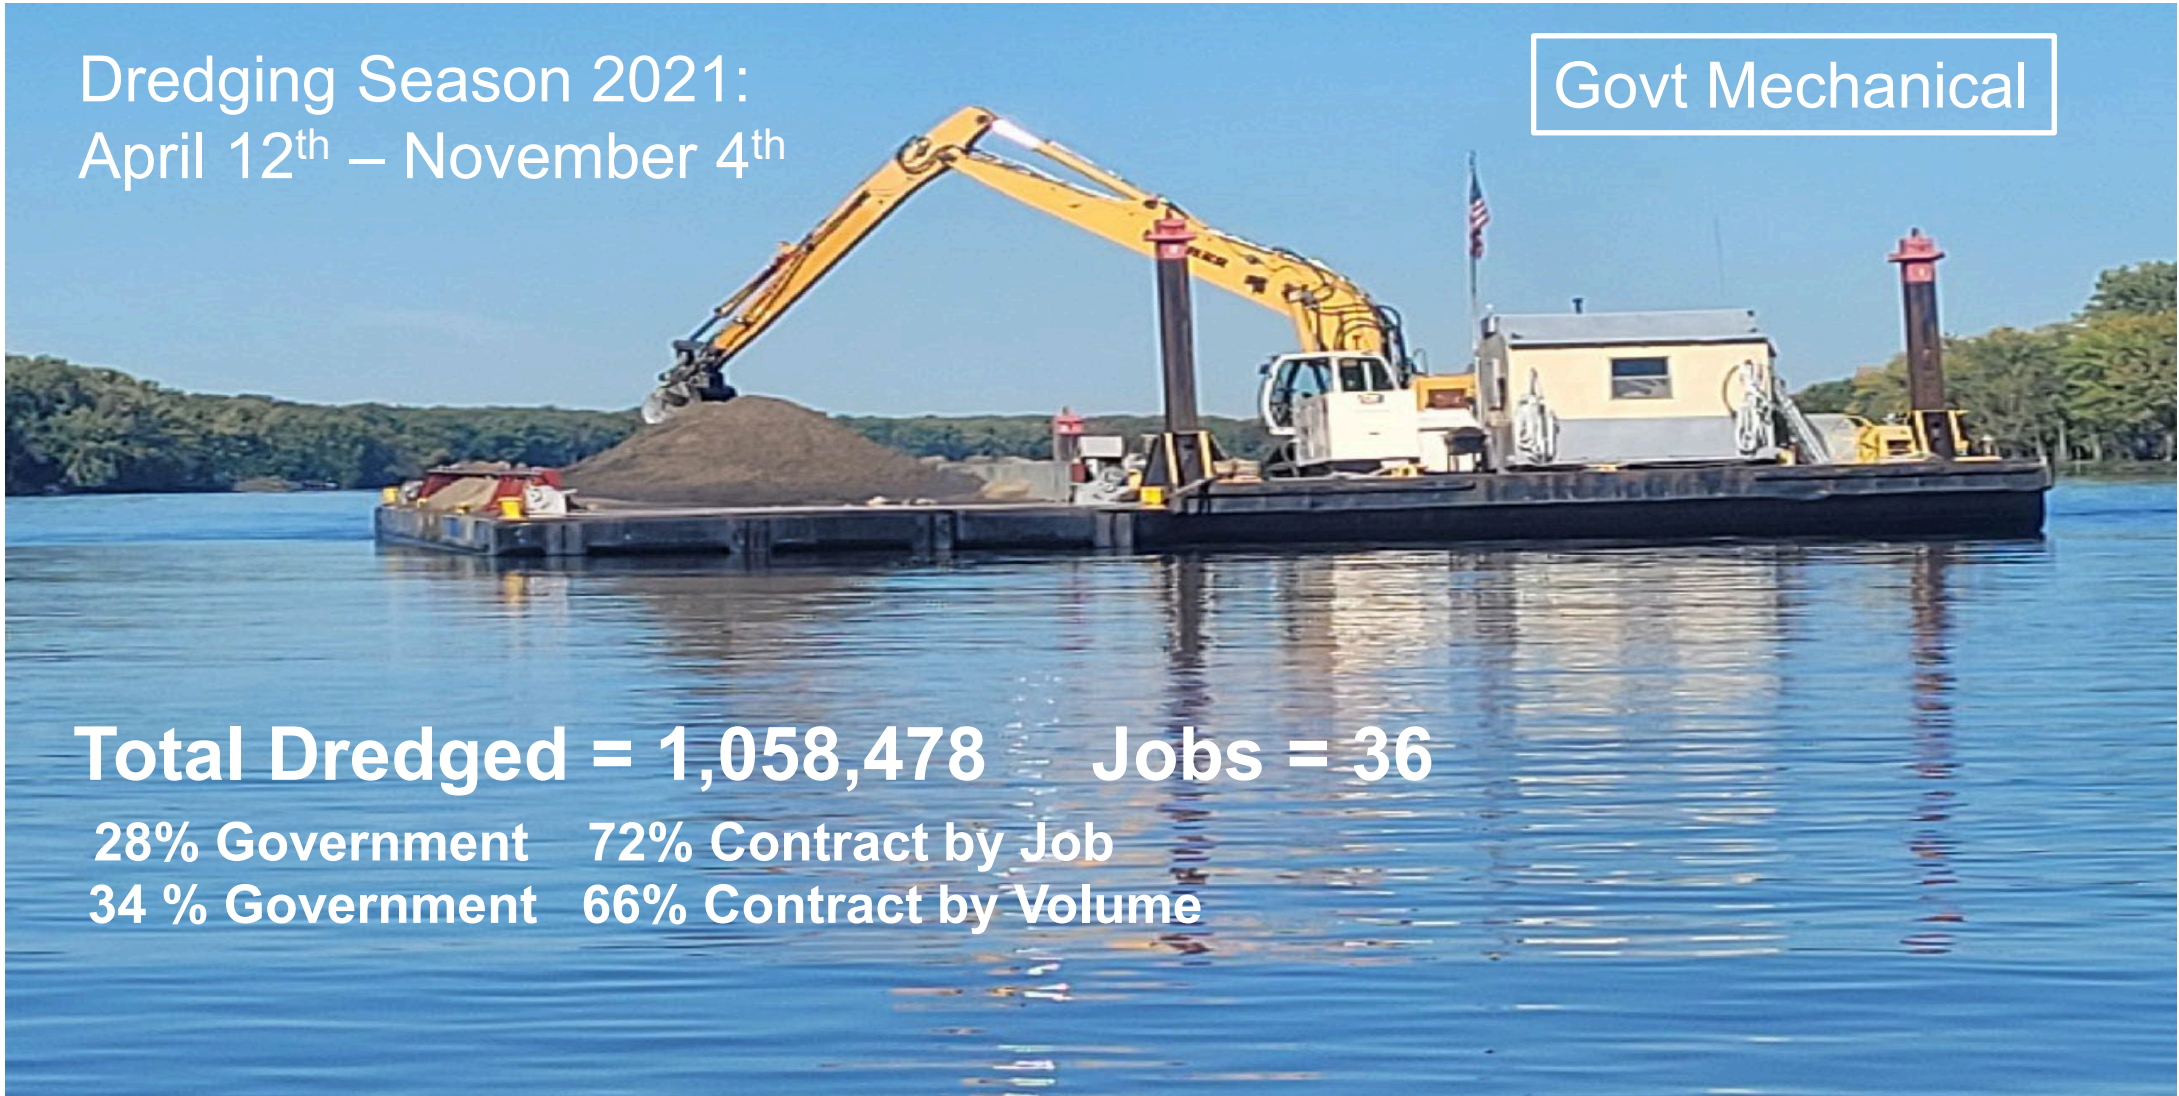 Dredging Season 2021:
April 12th – November 4th
Govt Mechanical
Total Dredged = 1,058,478 Jobs = 36
28% Government 72% Contract by Job
34 % Government 66% Contract by Volume